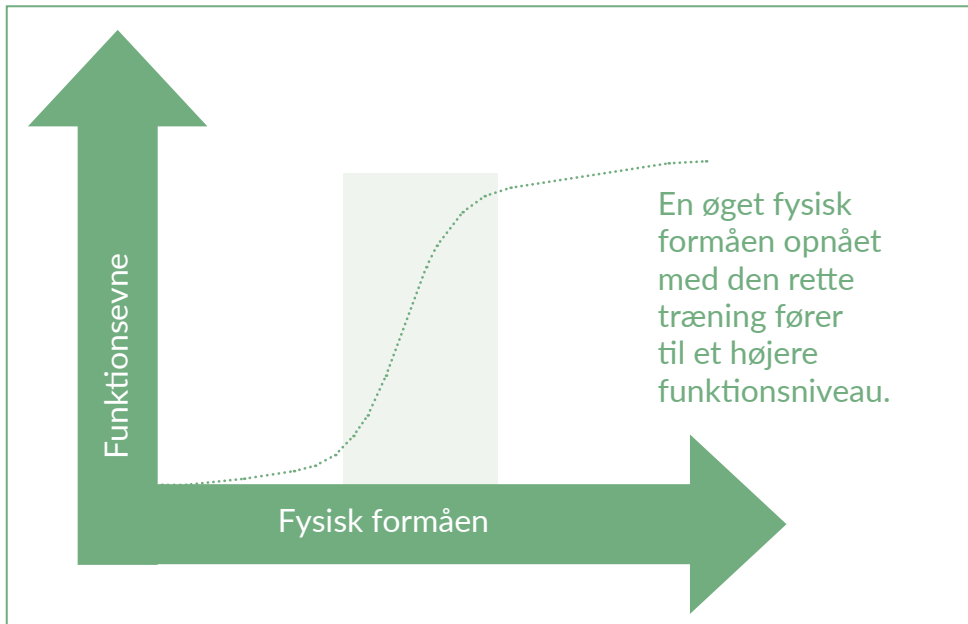 Funktionsevne
En øget fysisk
formåen opnået
med den rette
træning fører
til et højere
funktionsniveau.
Fysisk formåen